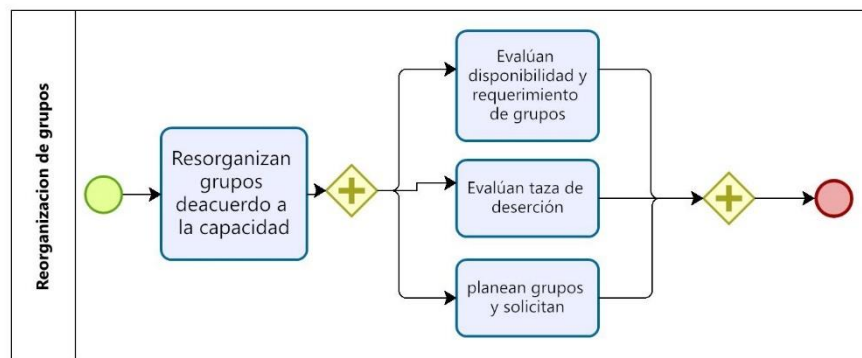 Reorganizacion de grupos
Resorganizan
grupos
deacuerdo a
la capacidad
Evalúan
disponibilidad y
requerimiento
de grupos
Evalúan taza de
deserción
planean grupos
y solicitan